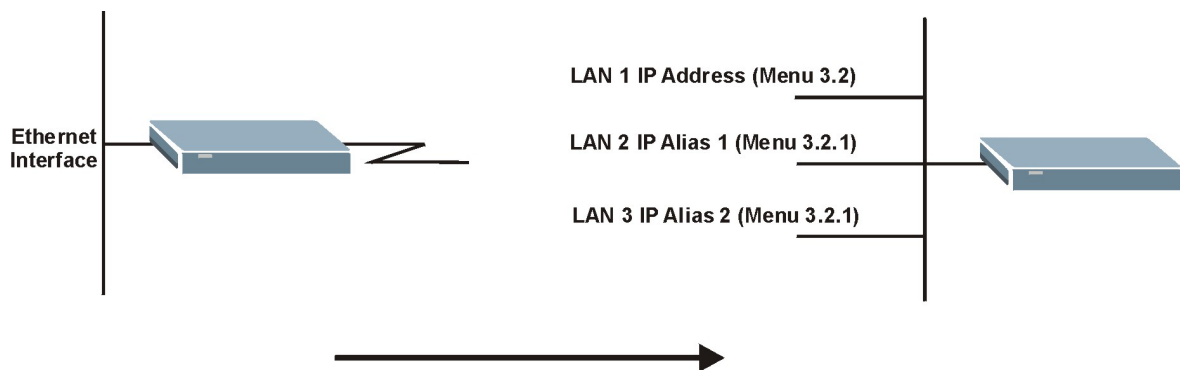 Ethernet
Interface
LAN 1 IP Address (Menu 3.2)
LAN 2 IP Alias 1 (Menu 3.2.1)
LAN 3 IP Alias 2 (Menu 3.2.1)